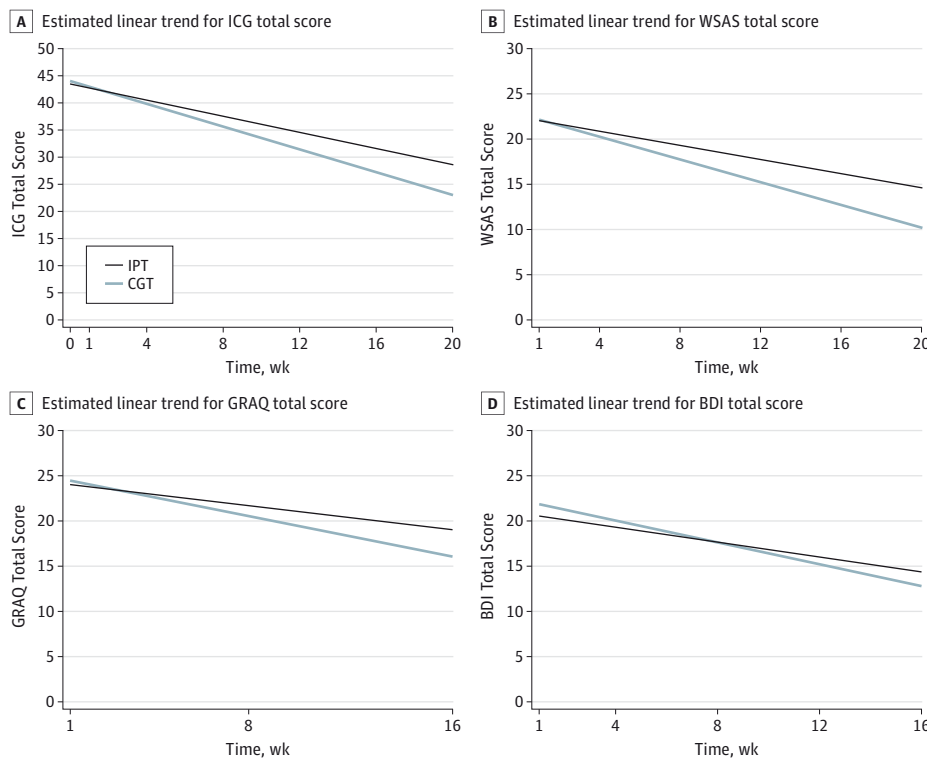 A Estimated linear trend for ICG total score
50
45
40
35
30
25
20
15
10
5
0
ICG Total Score
IPT
CGT
0 1 4 8 12 16 20
Time, wk
B Estimated linear trend for WSAS total score
30
25
20
15
10
5
0
WSAS Total Score
1 4 8 12 16 20
Time, wk
C Estimated linear trend for GRAQ total score
30
25
20
15
10
5
0
GRAQ Total Score
1 8 16
Time, wk
D Estimated linear trend for BDI total score
30
25
20
15
10
5
0
BDI Total Score
1 4 8 12 16
Time, wk